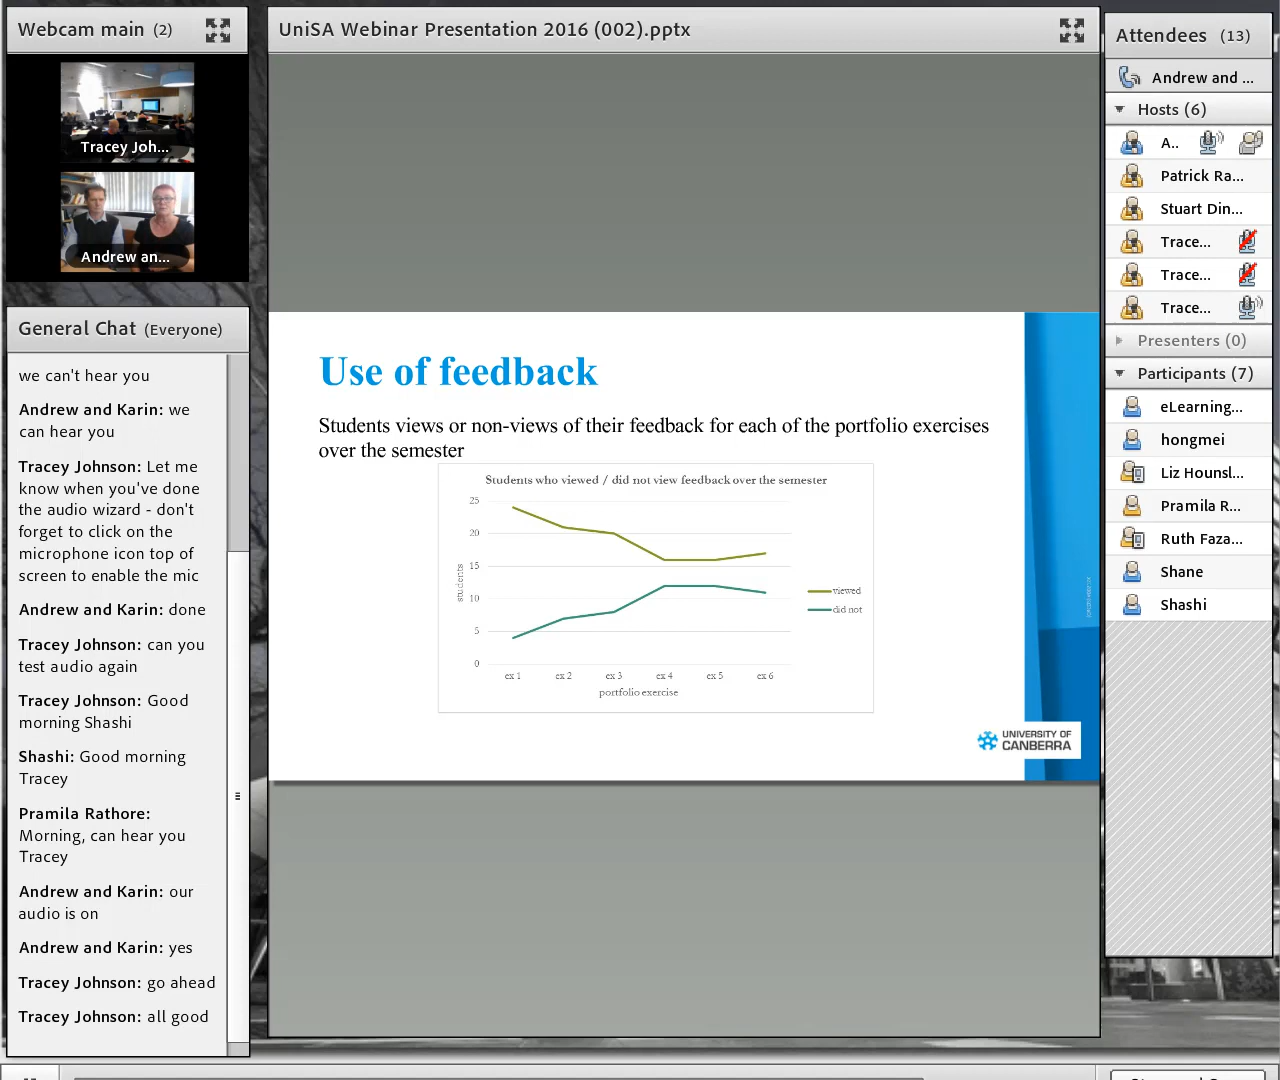 Webcam main (2)
Tracey Joh...
Andrew an...
General Chat (Everyone)
we can't hear you
Andrew and Karin: we
can hear you
Tracey Johnson: Let me
know when you've done
the audio wizard - don't
forget to click on the
microphone icon top of
screen to enable the mic
Andrew and Karin: done
Tracey Johnson: can you
test audio again
Tracey Johnson: Good
morning Shashi
Shashi: Good morning
Tracey
Pramila Rathore:
Morning, can hear you
Tracey
Andrew and Karin: our
audio is on
Andrew and Karin: yes
Tracey Johnson: go ahead
Tracey Johnson: all good
UniSA Webinar Presentation 2016 (002).pptx
Use of feedback
Students views or non-views of their feedback for each of the portfolio exercises
over the semester
Students who viewed / did not view feedback over the semester
25
20
15
10
5
0
students
ex 1 ex 2 ex 3 ex 4 ex 5 ex 6
portfolio exercise
viewed
did not
UNIVERSITY OF
CANBERRA
Attendees (13)
Andrew and ...
Hosts (6)
A..
Patrick Ra...
Stuart Din...
Trace...
Trace...
Trace...
Presenters (0)
Participants (7)
eLearning...
hongmei
Liz Hounsl...
Pramila R...
Ruth Faza...
Shane
Shashi